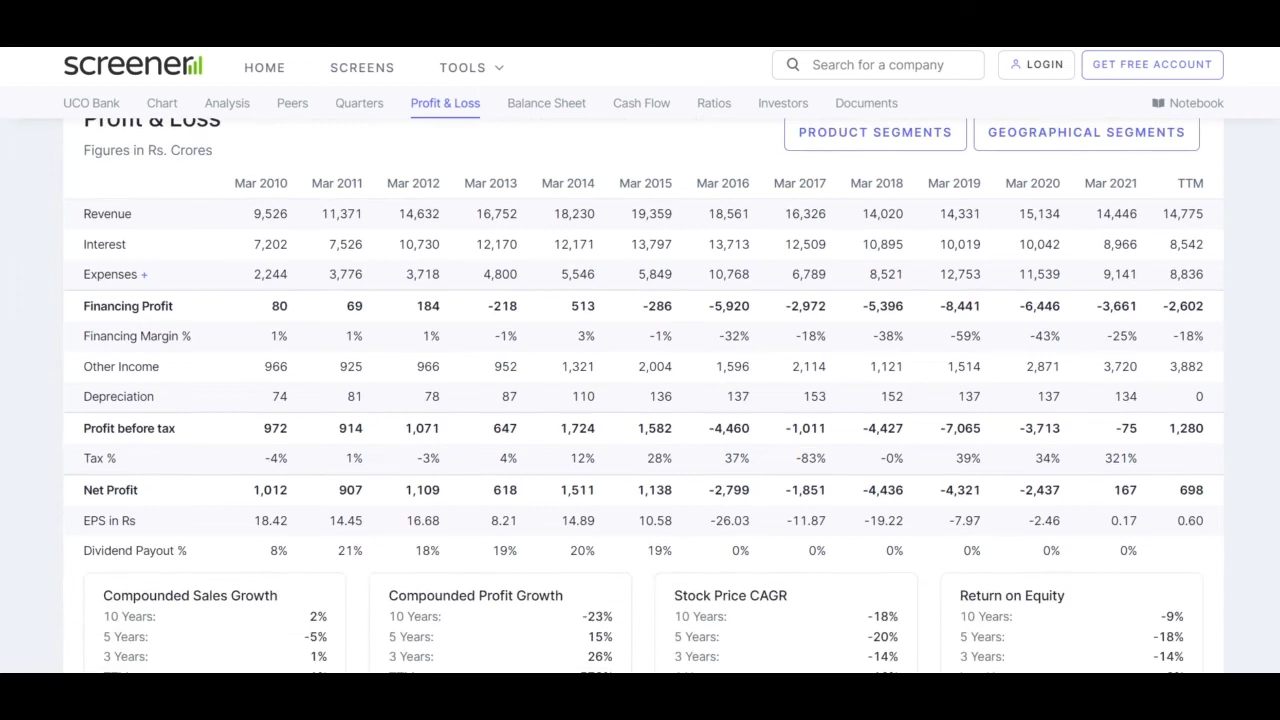 screener
HOME SCREENS TOOLS
Search for a company
LOGIN
GET FREE ACCOUNT
UCO Bank Chart Analysis Peers Quarters Profit & Loss Balance Sheet Cash Flow Ratios Investors Documents Notebook
Profit & Loss
PRODUCT SEGMENTS GEOGRAPHICAL SEGMENTS
Figures in Rs. Crores
Mar 2010 Mar 2011 Mar 2012 Mar 2013 Mar 2014 Mar 2015 Mar 2016 Mar 2017 Mar 2018 Mar 2019 Mar 2020 Mar 2021 TTM
Revenue 9,526 11,371 14,632 16,752 18,230 19,359 18,561 16,326 14,020 14,331 15,134 14,446 14,775
Interest 7,202 7,526 10,730 12,170 12,171 13,797 13,713 12,509 10,895 10,019 10,042 8,966 8,542
Expenses + 2,244 3,776 3,718 4,800 5,546 5,849 10,768 6,789 8,521 12,753 11,539 9,141 8,836
Financing Profit 80 69 184 -218 513 -286 -5,920 -2,972 -5,396 -8,441 -6,446 -3,661 -2,602
Financing Margin % 1% 1% 1% -1% 3% -1% -32% -18% -38% -59% -43% -25% -18%
Other Income 966 925 966 952 1,321 2,004 1,596 2,114 1,121 1,514 2,871 3,720 3,882
Depreciation 74 81 78 87 110 136 137 153 152 137 137 134 0
Profit before tax 972 914 1,071 647 1,724 1,582 -4,460 -1,011 -4,427 -7,065 -3,713 -75 1,280
Tax % -4% 1% -3% 4% 12% 28% 37% -83% -0% 39% 34% 321%
Net Profit 1,012 907 1,109 618 1,511 1,138 -2,799 -1,851 -4,436 -4,321 -2,437 167 698
EPS in Rs 18.42 14.45 16.68 8.21 14.89 10.58 -26.03 -11.87 -19.22 -7.97 -2.46 0.17 0.60
Dividend Payout % 8% 21% 18% 19% 20% 19% 0% 0% 0% 0% 0% 0%
Compounded Sales Growth
10 Years: 2%
5 Years: -5%
3 Years: 1%
Compounded Profit Growth
10 Years: -23%
5 Years: 15%
3 Years: 26%
Stock Price CAGR
10 Years: -18%
5 Years: -20%
3 Years: -14%
Return on Equity
10 Years: -9%
5 Years: -18%
3 Years: -14%